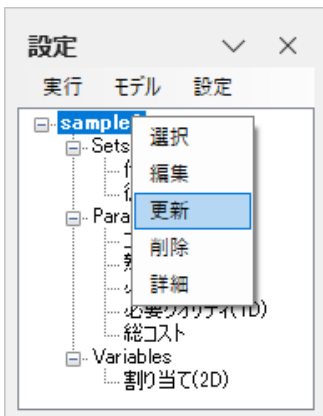 設定
実行 モデル 設定
sample
Sets
Para
選択
編集
更新
削除
詳細
必要クオリティ(1D)
総コスト
Variables
割り当て(2D)